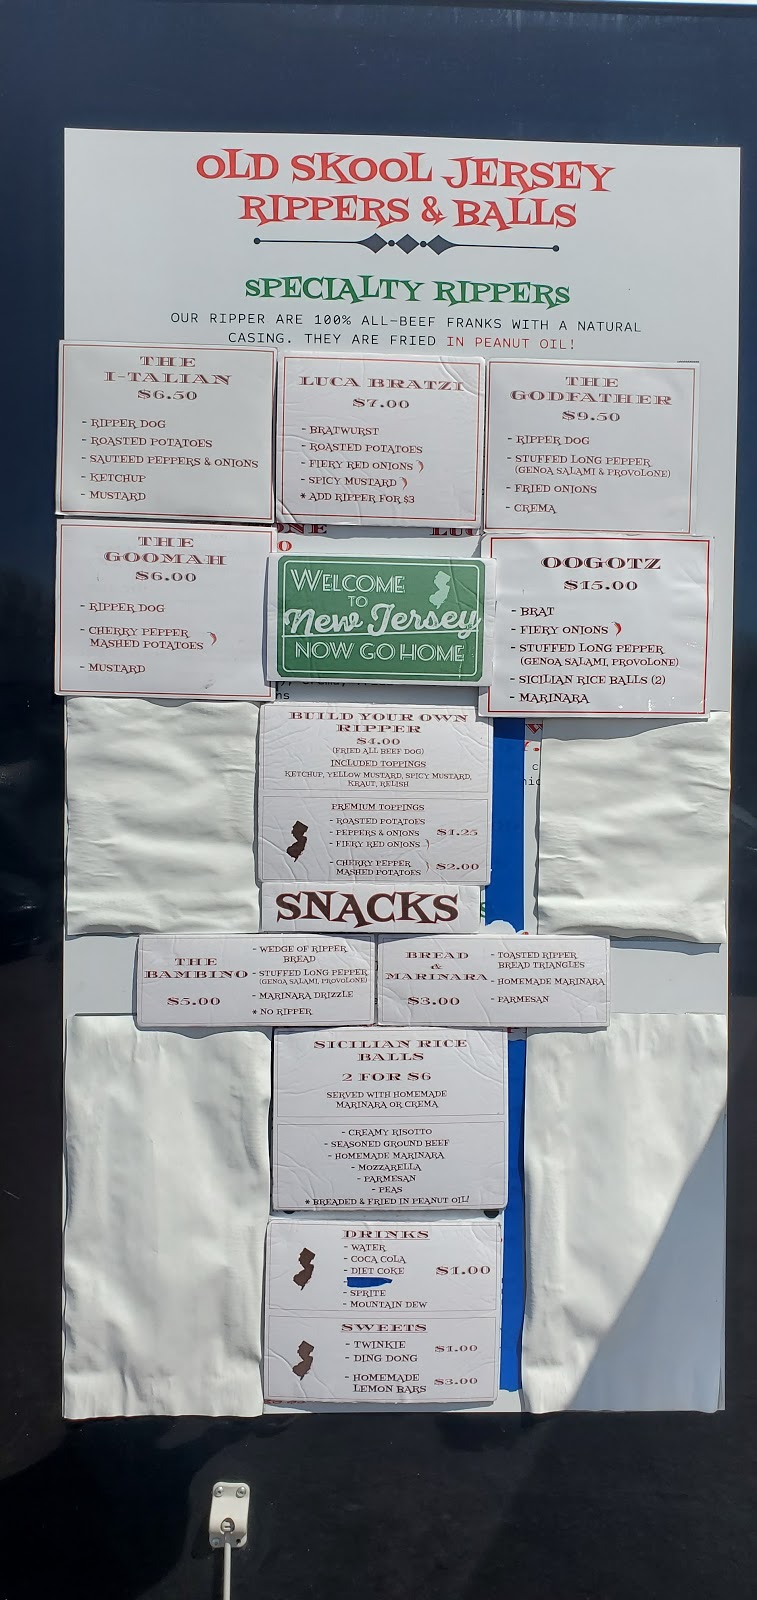 OLD SKOOL JERSEY
RIPPERS & BALLS
SPECIALTY RIPPERS
OUR RIPPER ARE 100% ALL-BEEF FRANKS WITH A NATURAL
CASING. THEY ARE FRIED IN PEANUT OIL!
THE
I-TALIAN
$6.50
- RIPPER DOG
- ROASTED POTATOES
- SAUTEED PEPPERS & ONIONS
- KETCHUP
- MUSTARD
LUCA BRATZI
$7.00
- BRATWURST
- ROASTED POTATOES
- FIERY RED ONIONS
- SPICY MUSTARD
* ADD RIPPER FOR $3
THE
GODFATHER
$9.50
- RIPPER DOG
- STUFFED LONG PEPPER
(GENOA SALAMI & PROVOLONE)
- FRIED ONIONS
- CREMA
THE
GOOMAH
$6.00
- RIPPER DOG
- CHERRY PEPPER
MASHED POTATOES
- MUSTARD
WELCOME
TO
New Jersey
NOW GO HOME
OOGOTZ
$15.00
- BRAT
- FIERY ONIONS
- STUFFED LONG PEPPER
(GENOA SALAMI, PROVOLONE)
- SICILIAN RICE BALLS (2)
- MARINARA
BUILD YOUR OWN
RIPPER
$4.00
(FRIED ALL BEEF DOG)
INCLUDED TOPPINGS
KETCHUP, YELLOW MUSTARD, SPICY MUSTARD,
KRAUT, RELISH
PREMIUM TOPPINGS
- ROASTED POTATOES
- PEPPERS & ONIONS $1.25
- FIERY RED ONIONS
- CHERRY PEPPER
MASHED POTATOES $2.00
SNACKS
THE
BAMBINO
$5.00
- WEDGE OF RIPPER
BREAD
- STUFFED LONG PEPPER
(GENOA SALAMI, PROVOLONE)
- MARINARA DRIZZLE
* NO RIPPER
BREAD
&
MARINARA
$3.00
- TOASTED RIPPER
BREAD TRIANGLES
- HOMEMADE MARINARA
- PARMESAN
SICILIAN RICE
BALLS
2 FOR $6
SERVED WITH HOMEMADE
MARINARA OR CREMA
- CREAMY RISOTTO
- SEASONED GROUND BEEF
- HOMEMADE MARINARA
- MOZZARELLA
- PARMESAN
- PEAS
* BREADED & FRIED IN PEANUT OIL!
DRINKS
- WATER
- COCA COLA
- DIET COKE $1.00
- SPRITE
- MOUNTAIN DEW
SWEETS
- TWINKIE $1.00
- DING DONG
- HOMEMADE
LEMON BARS $3.00